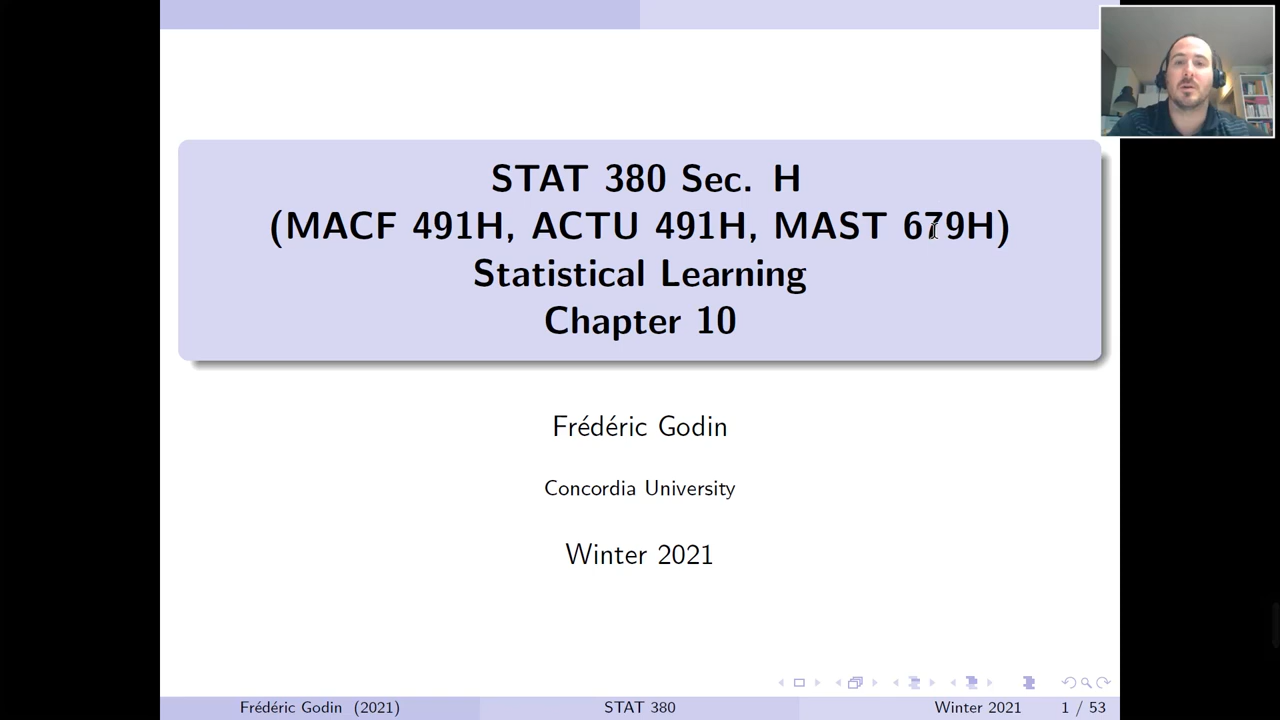 STAT 380 Sec. H
(MACF 491H, ACTU 491H, MAST 679H)
Statistical Learning
Chapter 10
Frédéric Godin
Concordia University
Winter 2021
Frédéric Godin (2021) STAT 380 Winter 2021 1 / 53